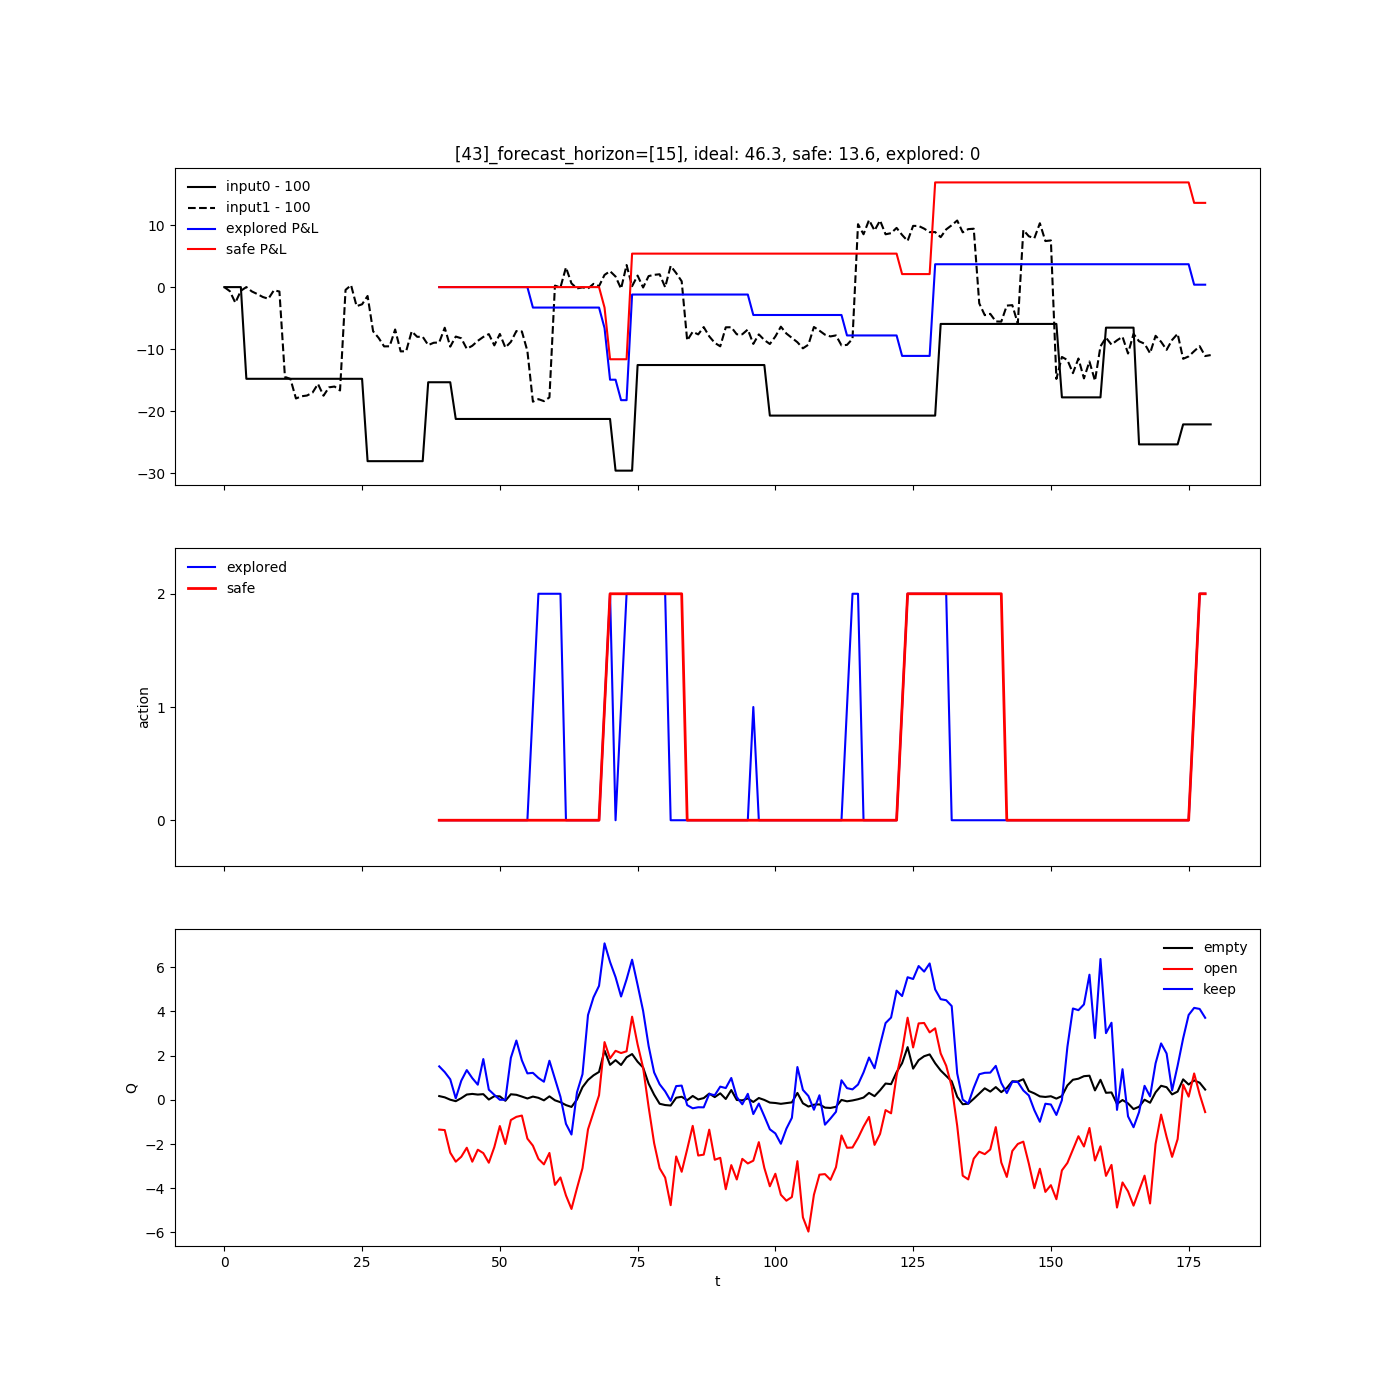 [43]_forecast_horizon=[15], ideal: 46.3, safe: 13.6, explored: 0
input0 - 100
input1 - 100
explored P&L
safe P&L
10
0
−10
−20
−30
explored
safe
2
1
0
action
empty
open
keep
6
4
2
0
−2
−4
−6
Q
0 25 50 75 100 125 150 175
t